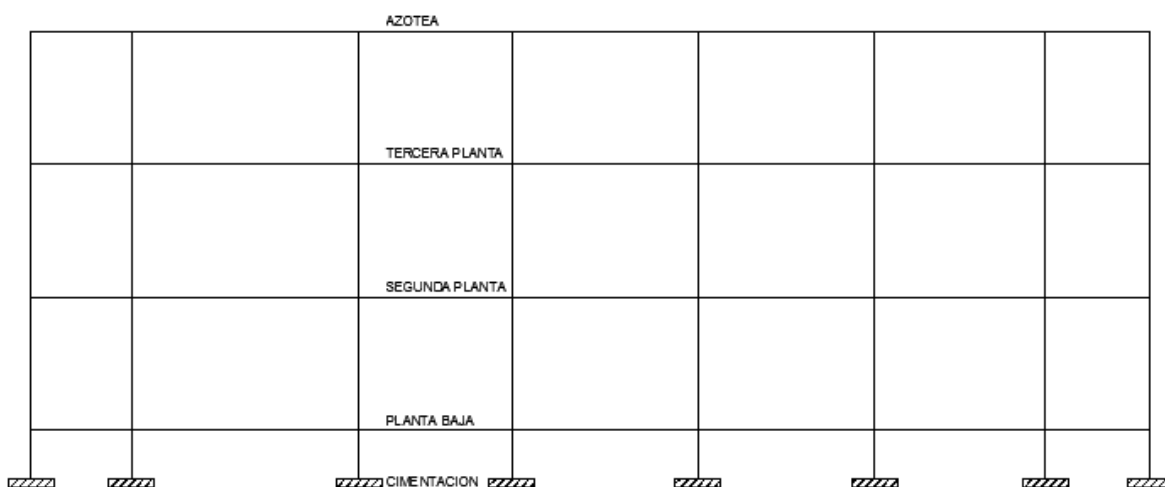 AZOTEA
TERCERA PLANTA
SEGUNDA PLANTA
PLANTA BAJA
CIMENTACION